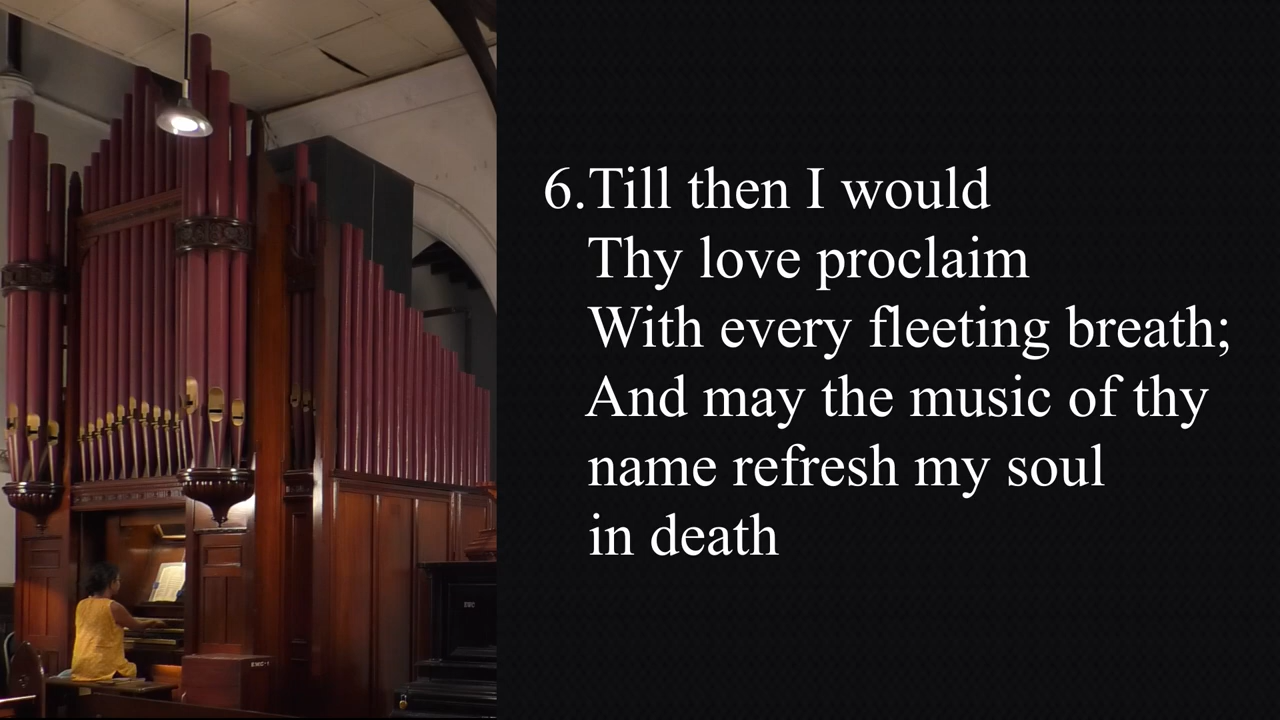 6.Till then I would
Thy love proclaim
With every fleeting breath;
And may the music of thy
name refresh my soul
in death